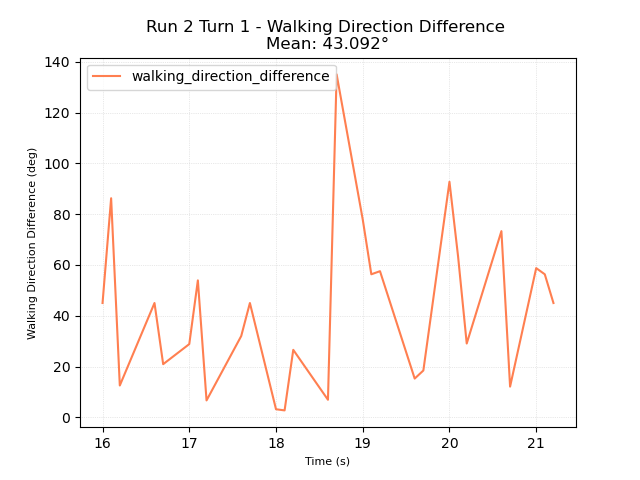 Run 2 Turn 1 - Walking Direction Difference
Mean: 43.092°
walking_direction_difference
Walking Direction Difference (deg)
140
120
100
80
60
40
20
0
16
17
18
19
20
21
Time (s)